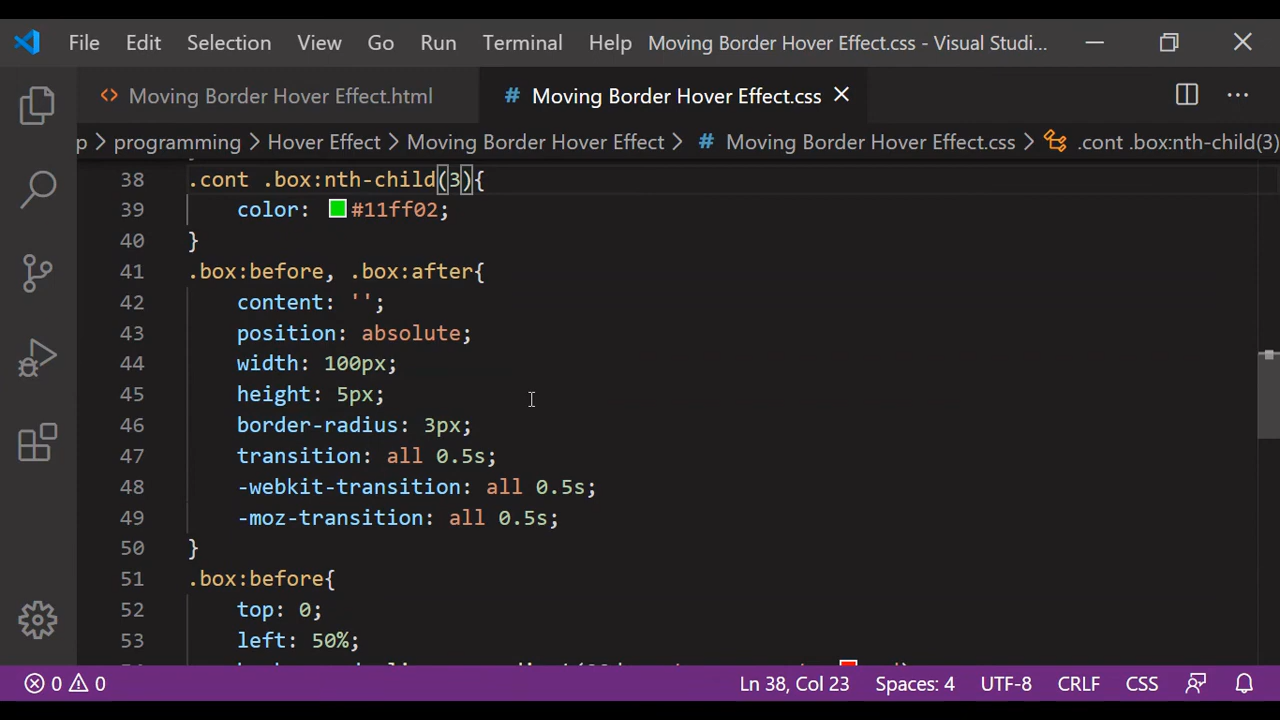 File Edit Selection View Go Run Terminal Help Moving Border Hover Effect.css - Visual Studi...
Moving Border Hover Effect.html # Moving Border Hover Effect.css
p > programming > Hover Effect > Moving Border Hover Effect > # Moving Border Hover Effect.css > .cont .box:nth-child(3)
38 .cont .box:nth-child(3){
39 color: #11ff02;
40 }
41 .box:before, .box:after{
42 content: '';
43 position: absolute;
44 width: 100px;
45 height: 5px;
46 border-radius: 3px;
47 transition: all 0.5s;
48 -webkit-transition: all 0.5s;
49 -moz-transition: all 0.5s;
50 }
51 .box:before{
52 top: 0;
53 left: 50%;
0 0 Ln 38, Col 23 Spaces: 4 UTF-8 CRLF CSS